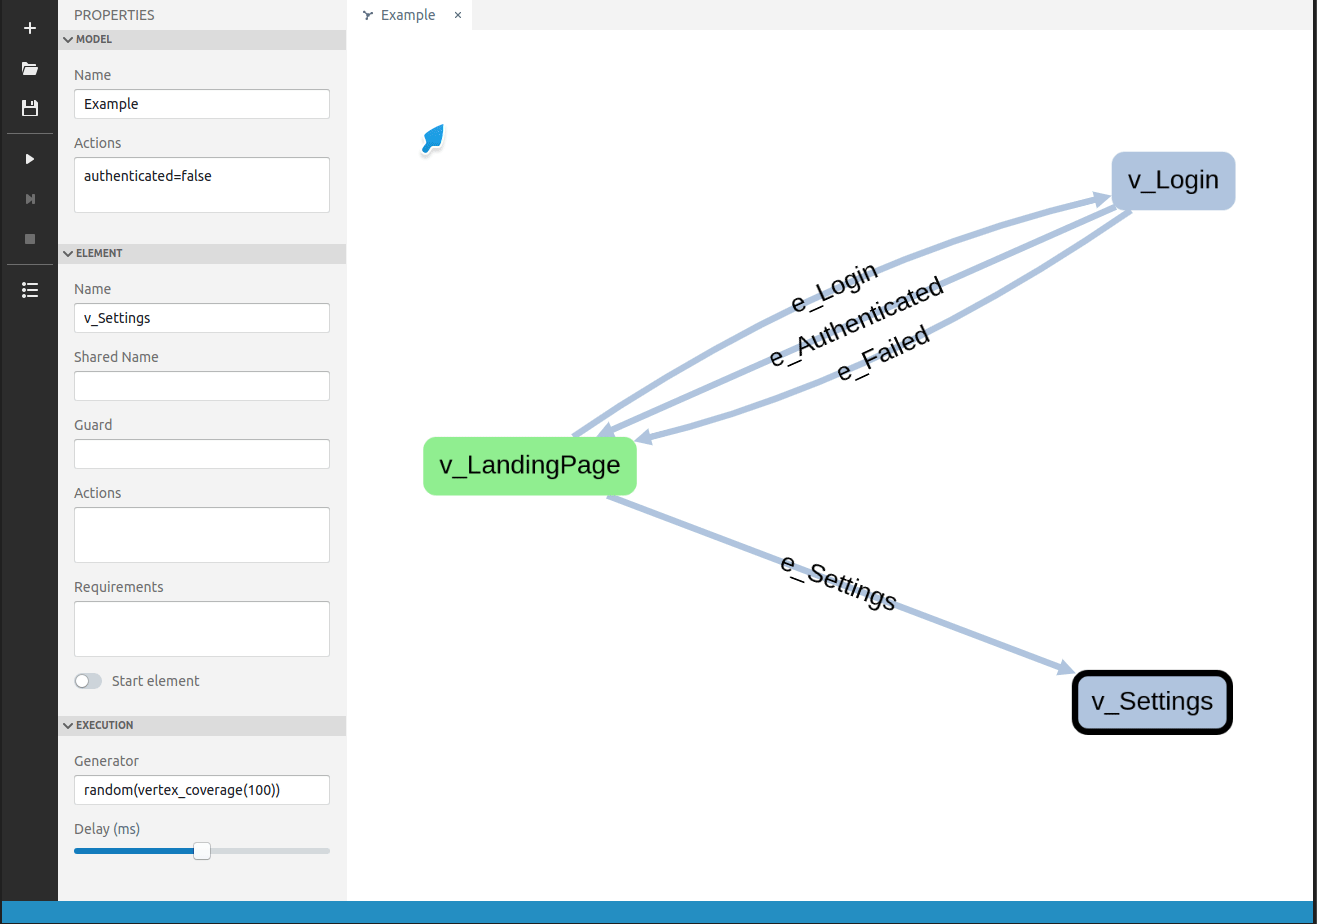 PROPERTIES
MODEL
Name
Example
Actions
authenticated=false
ELEMENT
Name
v_Settings
Shared Name
Guard
Actions
Requirements
Start element
EXECUTION
Generator
random(vertex_coverage(100))
Delay (ms)
Example ×
v_Login
e_Login
e_Authenticated
e_Failed
v_LandingPage
e_Settings
v_Settings